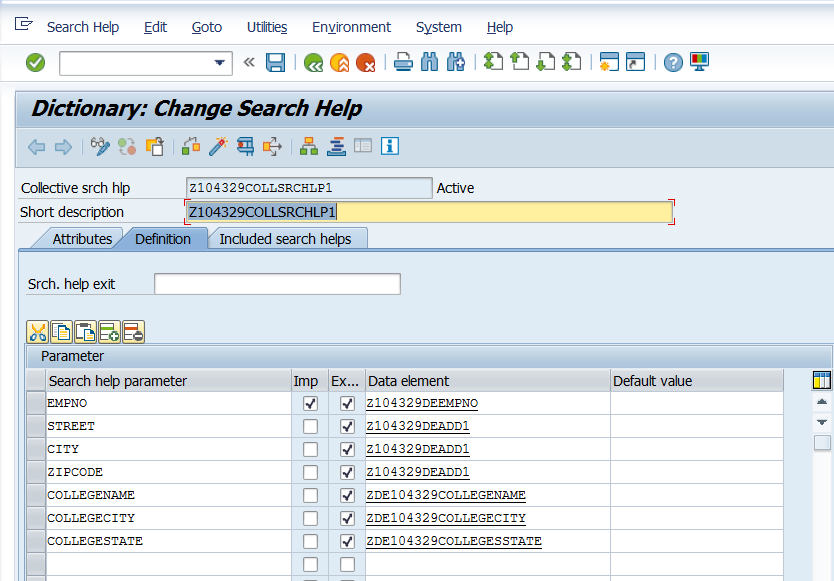 Search Help Edit Goto Utilities Environment System Help
Dictionary: Change Search Help
Collective srch hlp Z104329COLLSRCHLP1 Active
Short description Z104329COLLSRCHLP1
Attributes Definition Included search helps
Srch. help exit
Parameter
Search help parameter Imp Ex... Data element Default value
EMPNO Z104329DEEMPNO
STREET Z104329DEADD1
CITY Z104329DEADD1
ZIPCODE Z104329DEADD1
COLLEGENAME ZDE104329COLLEGENAME
COLLEGECITY ZDE104329COLLEGECITY
COLLEGESTATE ZDE104329COLLEGESSTATE